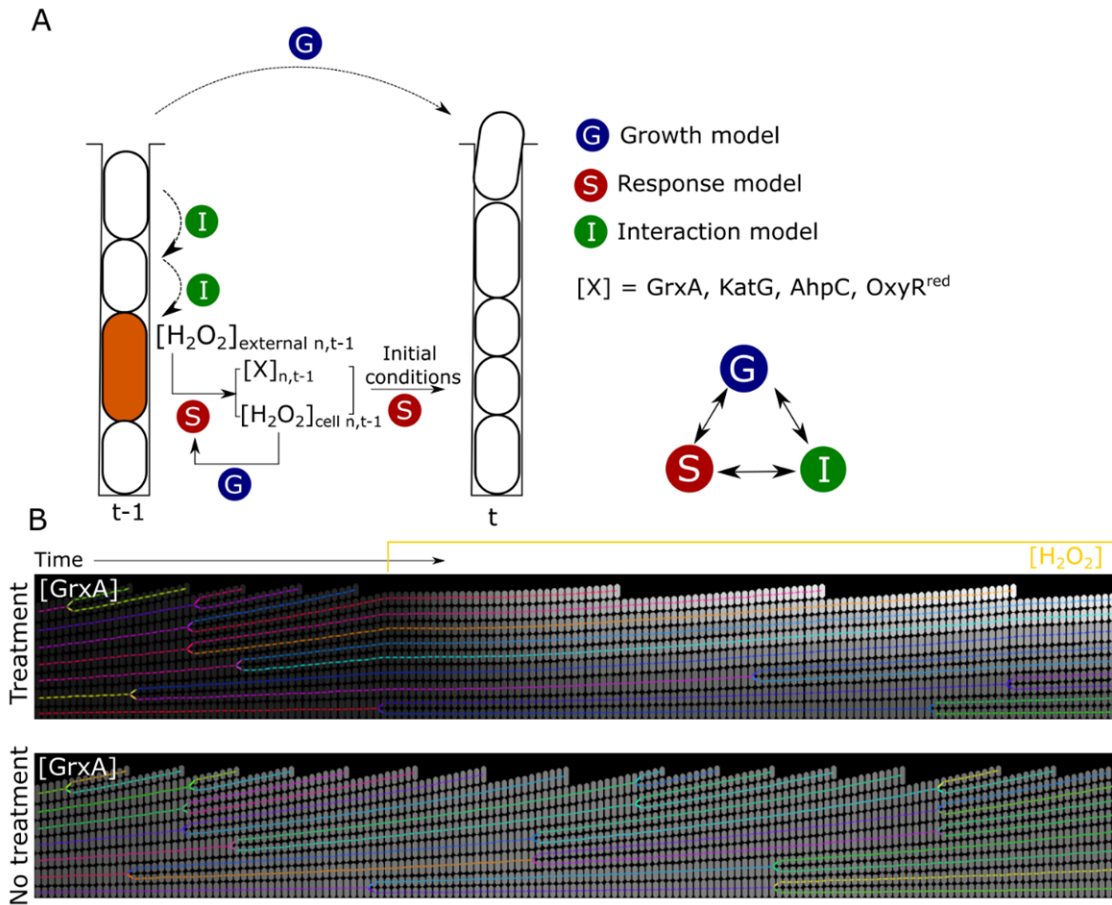 A
G
G Growth model
S Response model
I Interaction model
[X] = GrxA, KatG, AhpC, OxyR^red
I
I
[H₂O₂]external n,t-1
[X]n,t-1
[H₂O₂]cell n,t-1
S
G
Initial
conditions
S
t-1
t
G
S
I
B
Time
[H₂O₂]
Treatment
[GrxA]
No treatment
[GrxA]